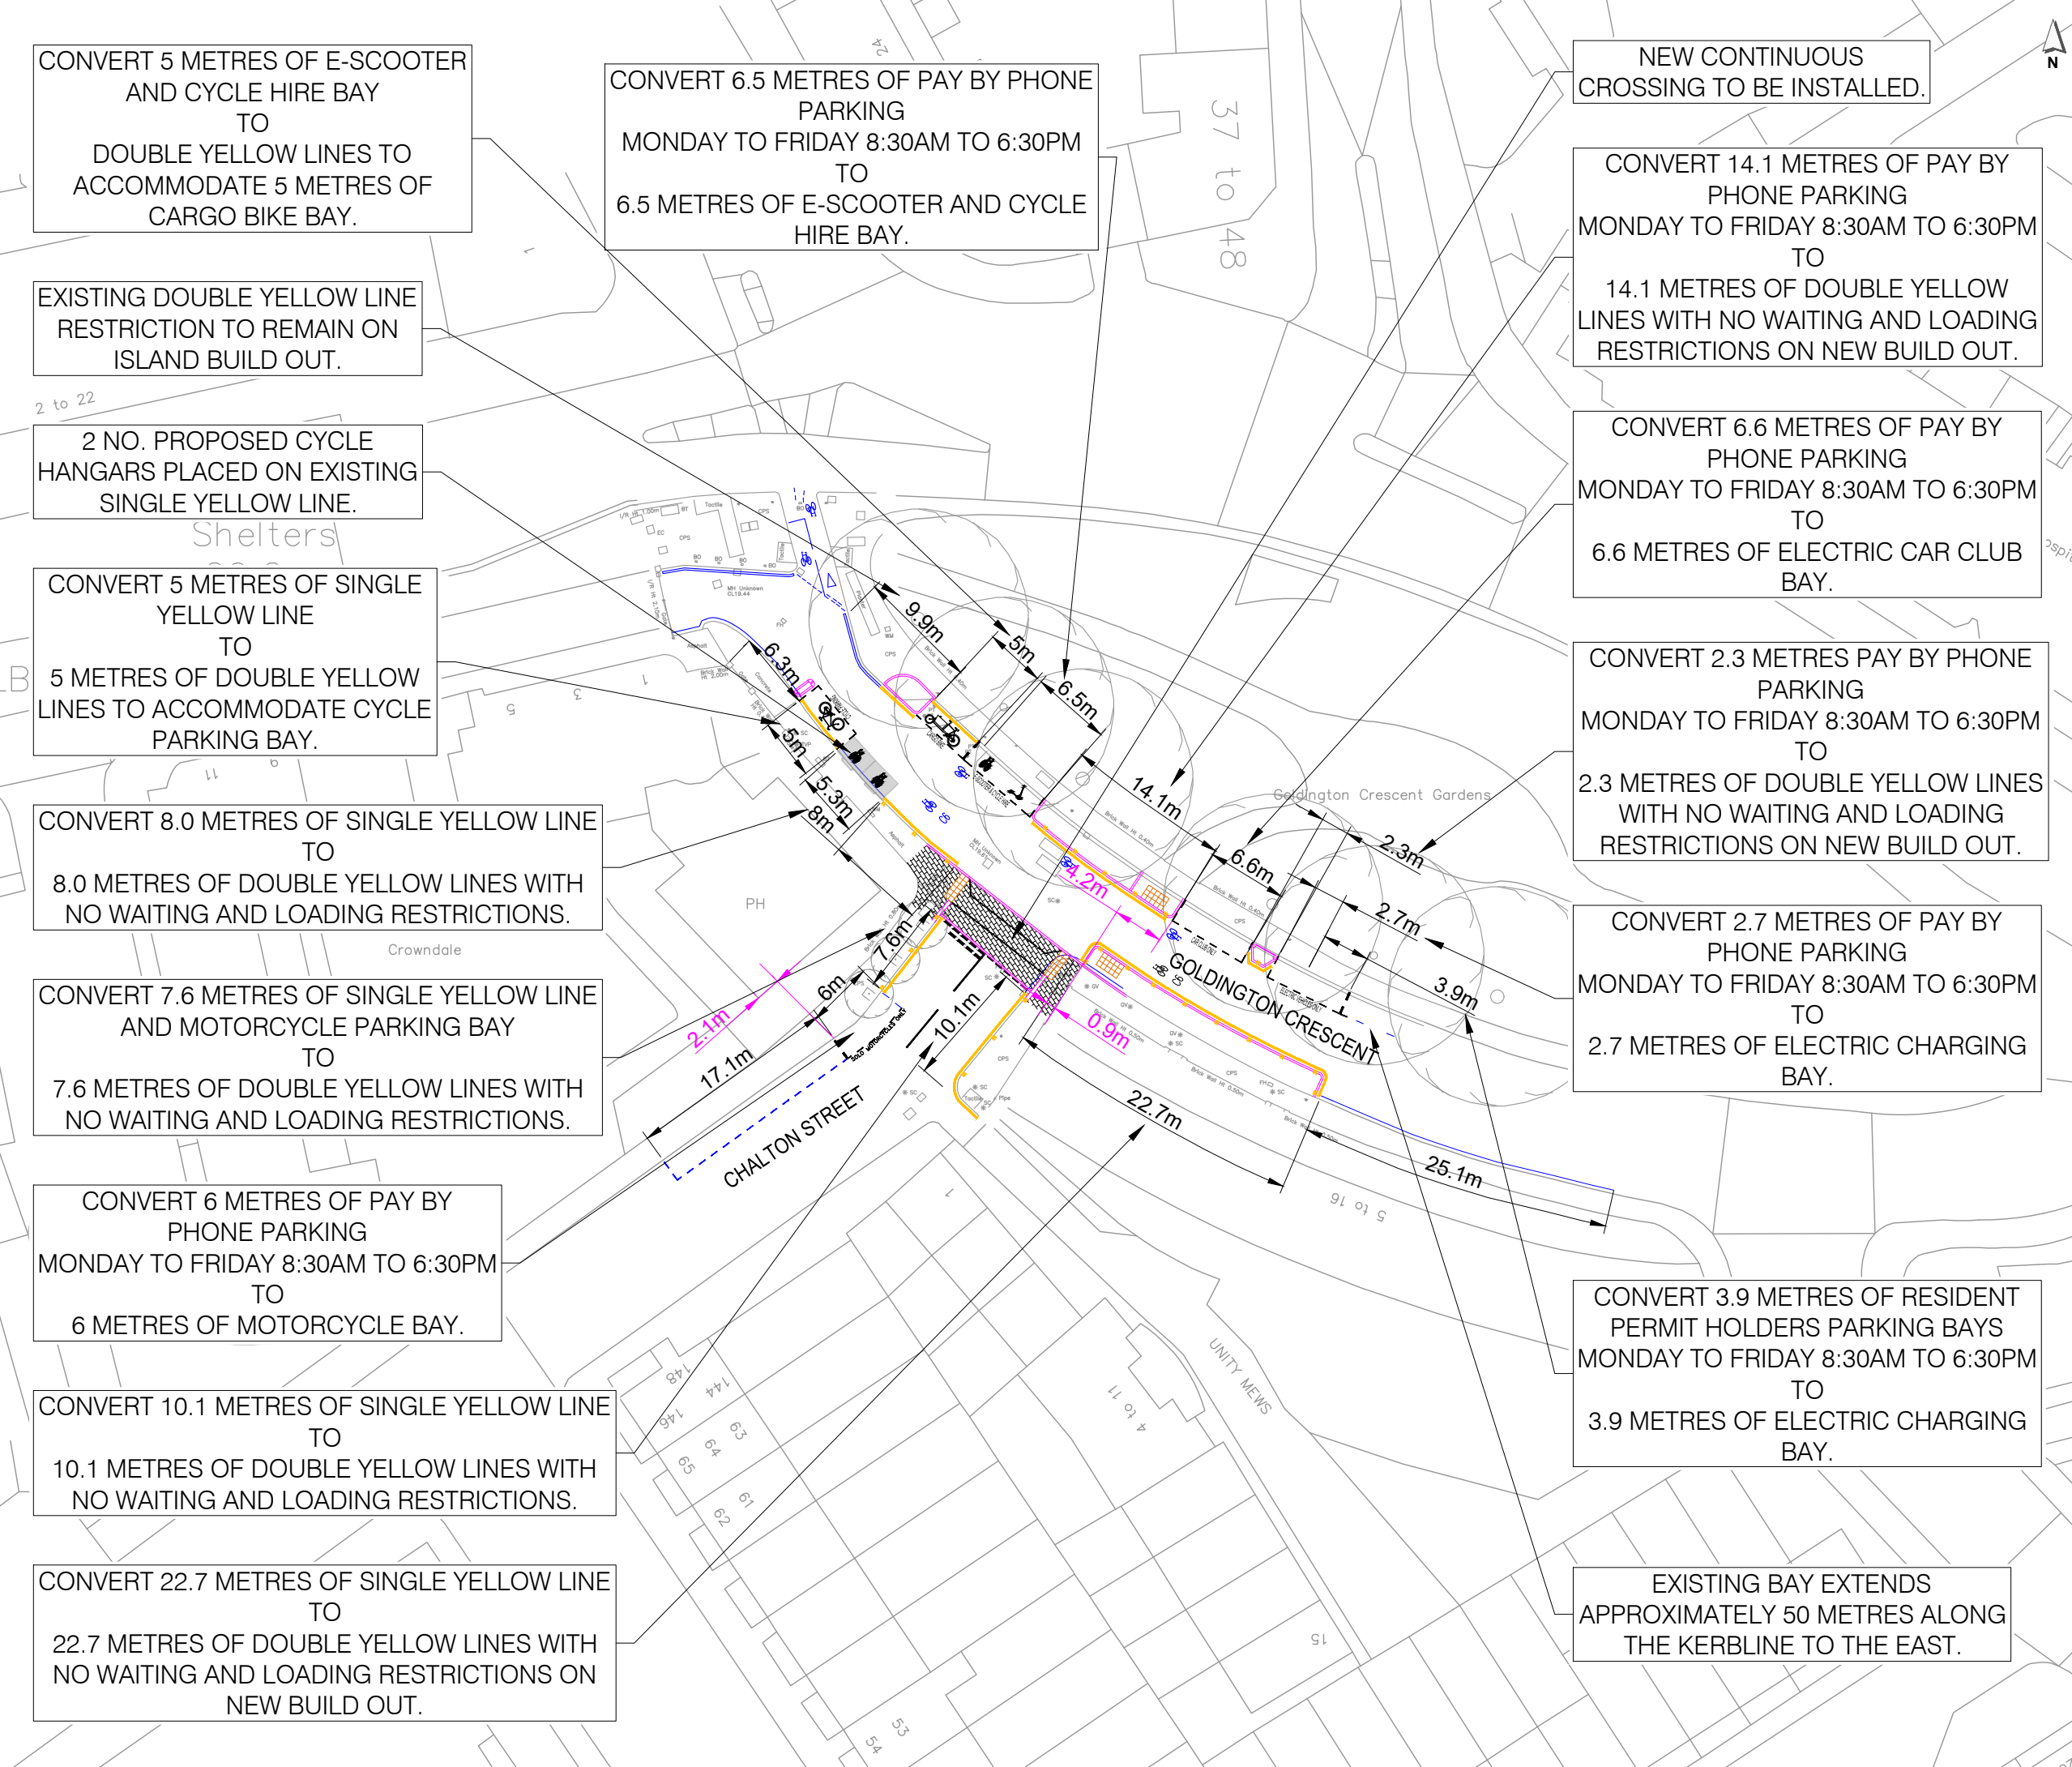 CONVERT 5 METRES OF E-SCOOTER
AND CYCLE HIRE BAY
TO
DOUBLE YELLOW LINES TO
ACCOMMODATE 5 METRES OF
CARGO BIKE BAY.
EXISTING DOUBLE YELLOW LINE
RESTRICTION TO REMAIN ON
ISLAND BUILD OUT.
2 NO. PROPOSED CYCLE
HANGARS PLACED ON EXISTING
SINGLE YELLOW LINE.
CONVERT 5 METRES OF SINGLE
YELLOW LINE
TO
5 METRES OF DOUBLE YELLOW
LINES TO ACCOMMODATE CYCLE
PARKING BAY.
CONVERT 8.0 METRES OF SINGLE YELLOW LINE
TO
8.0 METRES OF DOUBLE YELLOW LINES WITH
NO WAITING AND LOADING RESTRICTIONS.
CONVERT 7.6 METRES OF SINGLE YELLOW LINE
AND MOTORCYCLE PARKING BAY
TO
7.6 METRES OF DOUBLE YELLOW LINES WITH
NO WAITING AND LOADING RESTRICTIONS.
CONVERT 6 METRES OF PAY BY
PHONE PARKING
MONDAY TO FRIDAY 8:30AM TO 6:30PM
TO
6 METRES OF MOTORCYCLE BAY.
CONVERT 10.1 METRES OF SINGLE YELLOW LINE
TO
10.1 METRES OF DOUBLE YELLOW LINES WITH
NO WAITING AND LOADING RESTRICTIONS.
CONVERT 22.7 METRES OF SINGLE YELLOW LINE
TO
22.7 METRES OF DOUBLE YELLOW LINES WITH
NO WAITING AND LOADING RESTRICTIONS ON
NEW BUILD OUT.
CONVERT 6.5 METRES OF PAY BY PHONE
PARKING
MONDAY TO FRIDAY 8:30AM TO 6:30PM
TO
6.5 METRES OF E-SCOOTER AND CYCLE
HIRE BAY.
NEW CONTINUOUS
CROSSING TO BE INSTALLED.
CONVERT 14.1 METRES OF PAY BY
PHONE PARKING
MONDAY TO FRIDAY 8:30AM TO 6:30PM
TO
14.1 METRES OF DOUBLE YELLOW
LINES WITH NO WAITING AND LOADING
RESTRICTIONS ON NEW BUILD OUT.
CONVERT 6.6 METRES OF PAY BY
PHONE PARKING
MONDAY TO FRIDAY 8:30AM TO 6:30PM
TO
6.6 METRES OF ELECTRIC CAR CLUB
BAY.
CONVERT 2.3 METRES PAY BY PHONE
PARKING
MONDAY TO FRIDAY 8:30AM TO 6:30PM
TO
2.3 METRES OF DOUBLE YELLOW LINES
WITH NO WAITING AND LOADING
RESTRICTIONS ON NEW BUILD OUT.
CONVERT 2.7 METRES OF PAY BY
PHONE PARKING
MONDAY TO FRIDAY 8:30AM TO 6:30PM
TO
2.7 METRES OF ELECTRIC CHARGING
BAY.
CONVERT 3.9 METRES OF RESIDENT
PERMIT HOLDERS PARKING BAYS
MONDAY TO FRIDAY 8:30AM TO 6:30PM
TO
3.9 METRES OF ELECTRIC CHARGING
BAY.
EXISTING BAY EXTENDS
APPROXIMATELY 50 METRES ALONG
THE KERBLINE TO THE EAST.
N
24
37 to 48
1
2 to 22
Shelters
LB
1
3
5
9
11
PH
Crowndale
Goldington Crescent Gardens
GOLDINGTON CRESCENT
CHALTON STREET
UNITY MEWS
9.9m
5m
6.5m
6.3m
5m
5.3m
8m
14.1m
6.6m
2.3m
2.7m
3.9m
4.2m
7.6m
6m
2.1m
17.1m
10.1m
0.9m
22.7m
25.1m
5 to 16
1
4 to 11
148
144
146
63
64
65
61
62
53
54
15